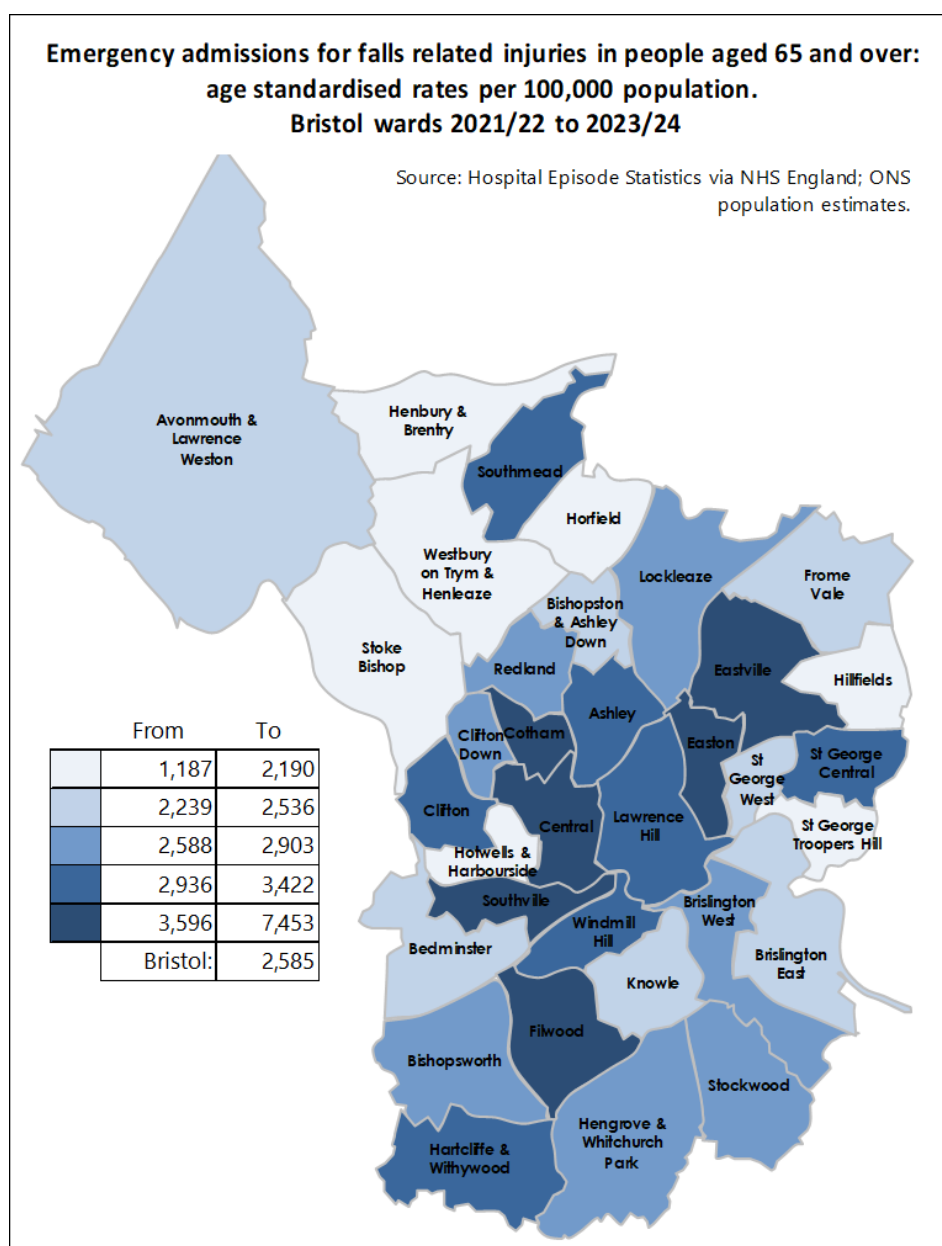 Emergency admissions for falls related injuries in people aged 65 and over:
age standardised rates per 100,000 population.
Bristol wards 2021/22 to 2023/24
Source: Hospital Episode Statistics via NHS England; ONS
population estimates.
Avonmouth &
Lawrence
Weston
Henbury &
Brentry
Southmead
Horfield
Westbury
on Trym &
Henleaze
Lockleaze
Frome
Vale
Bishopston
& Ashley
Down
Stoke
Bishop
Redland
Eastville
Hillfields
Ashley
Clifton
Down
Cotham
Easton
St
George
West
St George
Central
Clifton
Central
Lawrence
Hill
St George
Troopers Hill
Hotwells &
Harbourside
Southville
Windmill
Hill
Brislington
West
Bedminster
Knowle
Brislington
East
Filwood
Bishopsworth
Stockwood
Hengrove &
Whitchurch
Park
Hartcliffe &
Withywood
From To
1,187 2,190
2,239 2,536
2,588 2,903
2,936 3,422
3,596 7,453
Bristol: 2,585